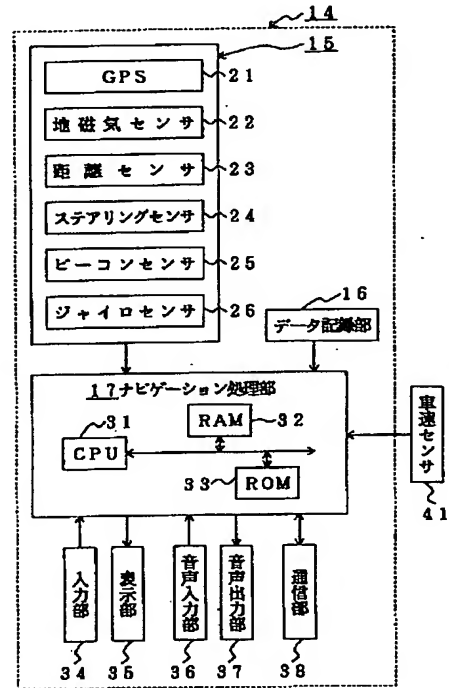 14
15
GPS
21
地磁気センサ
22
距離センサ
23
ステアリングセンサ
24
ビーコンセンサ
25
ジャイロセンサ
26
16
データ記録部
17ナビゲーション処理部
31
CPU
RAM
32
33
ROM
車速センサ
41
入力部
表示部
音声入力部
音声出力部
通信部
34
35
36
37
38